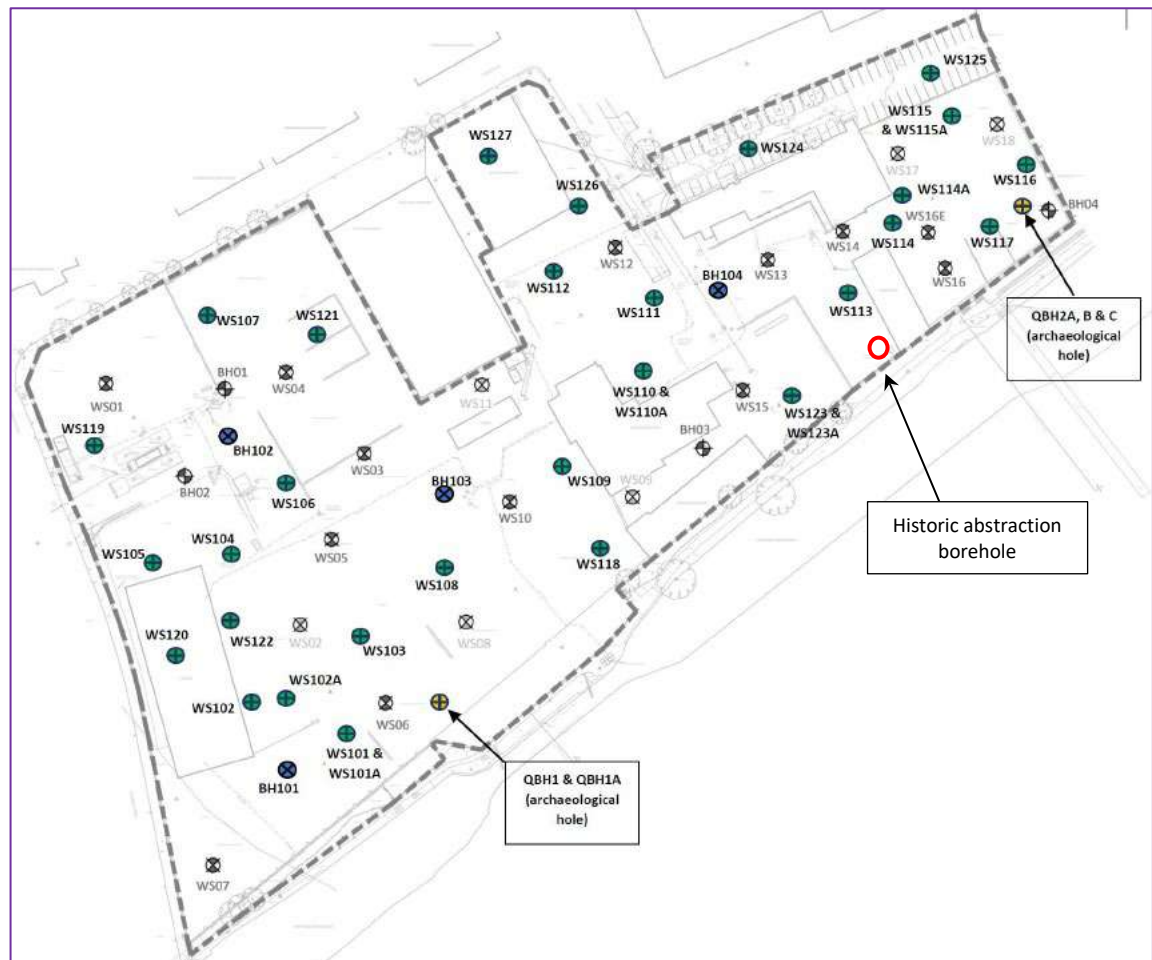 WS125
WS115
& WS115A
WS18
WS127
WS124
WS17
WS116
WS126
WS114A
WS16E
BH04
WS114
WS117
WS14
WS12
WS13
WS16
WS112
BH104
QBH2A, B & C
(archaeological
hole)
WS107
WS121
WS111
WS113
BH01
WS04
WS01
WS11
WS110 &
WS110A
WS15
WS123 &
WS123A
WS119
BH102
WS03
BH03
BH02
WS106
BH103
WS109
WS09
WS10
Historic abstraction
borehole
WS105
WS104
WS05
WS108
WS118
WS120
WS122
WS02
WS103
WS08
WS102A
WS102
WS06
WS101 &
WS101A
BH101
QBH1 & QBH1A
(archaeological
hole)
WS07